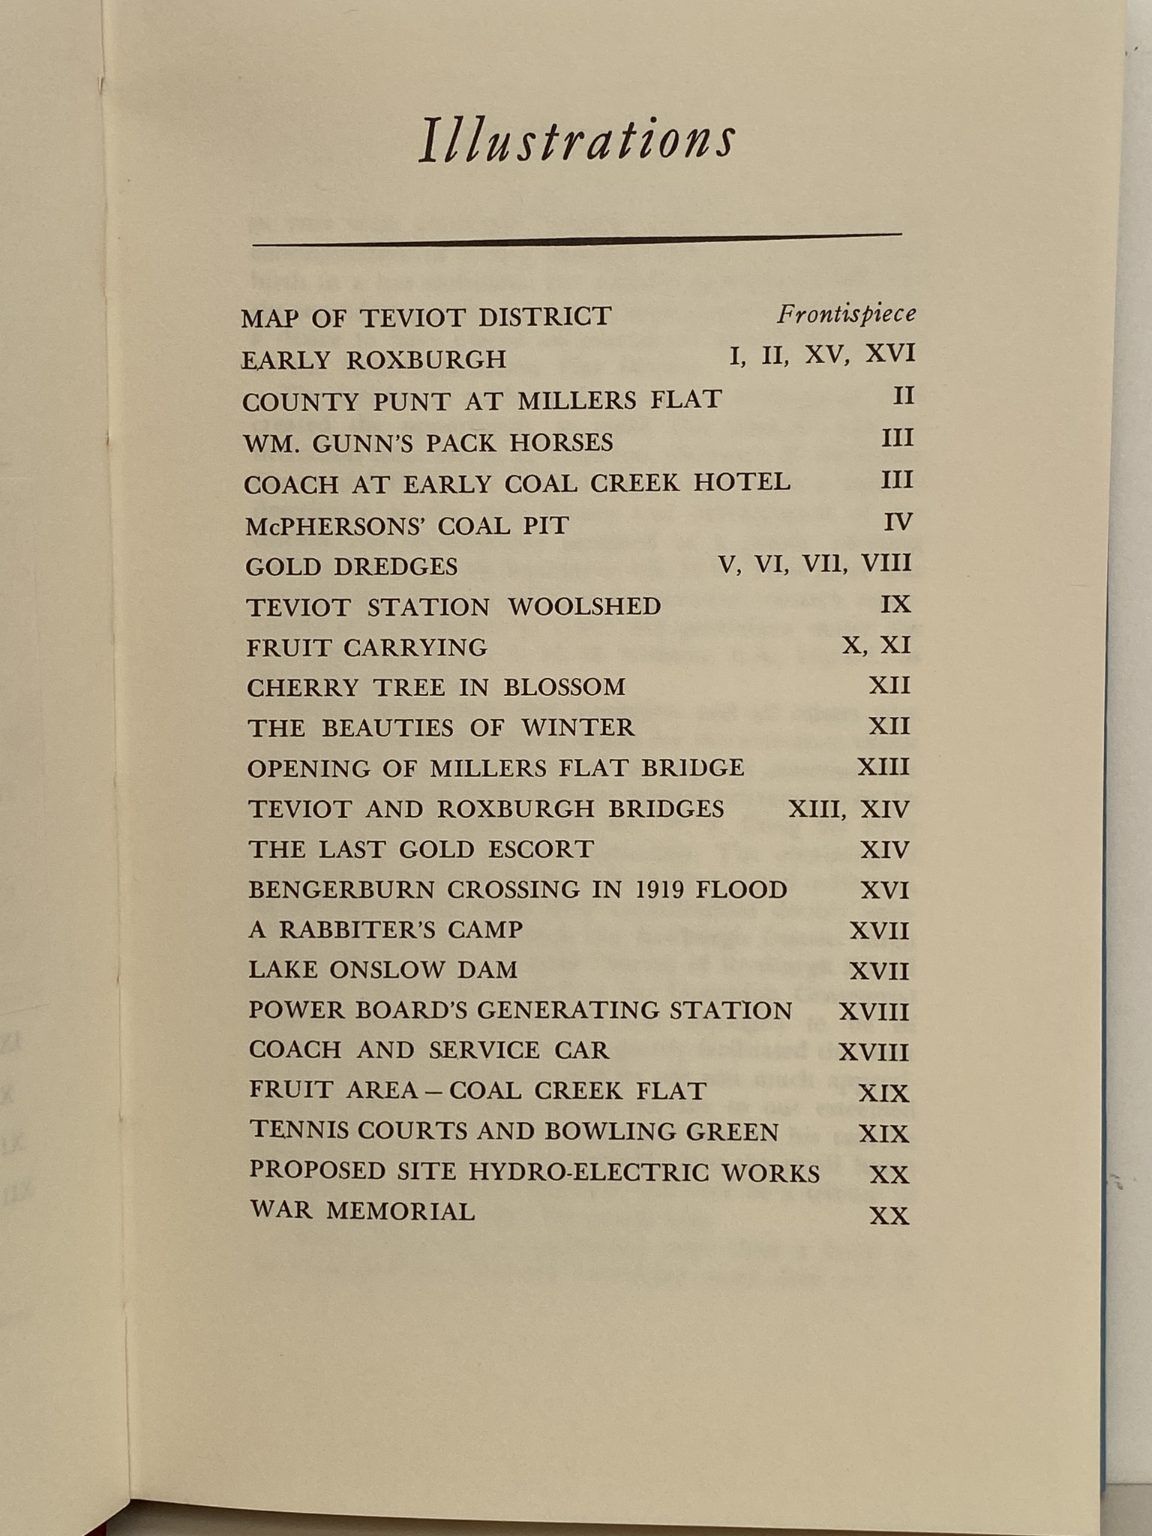 Illustrations
MAP OF TEVIOT DISTRICT Frontispiece
EARLY ROXBURGH I, II, XV, XVI
COUNTY PUNT AT MILLERS FLAT II
WM. GUNN'S PACK HORSES III
COACH AT EARLY COAL CREEK HOTEL III
McPHERSONS' COAL PIT IV
GOLD DREDGES V, VI, VIl, VIII
TEVIOT STATION WOOLSHED IX
FRUIT CARRYING X, XI
CHERRY TREE IN BLOSSOM XII
THE BEAUTIES OF WINTER XII
OPENING OF MILLERS FLAT BRIDGE XIII
TEVIOT AND ROXBURGH BRIDGES XIII, XIV
THE LAST GOLD ESCORT XIV
BENGERBURN CROSSING IN 1919 FLOOD XVI
A RABBITER'S CAMP XVII
LAKE ONSLOW DAM XVII
POWER BOARD'S GENERATING STATION XVIII
COACH AND SERVICE CAR XVIII
FRUIT AREA – COAL CREEK FLAT XIX
TENNIS COURTS AND BOWLING GREEN XIX
PROPOSED SITE HYDRO-ELECTRIC WORKS XX
WAR MEMORIAL XX